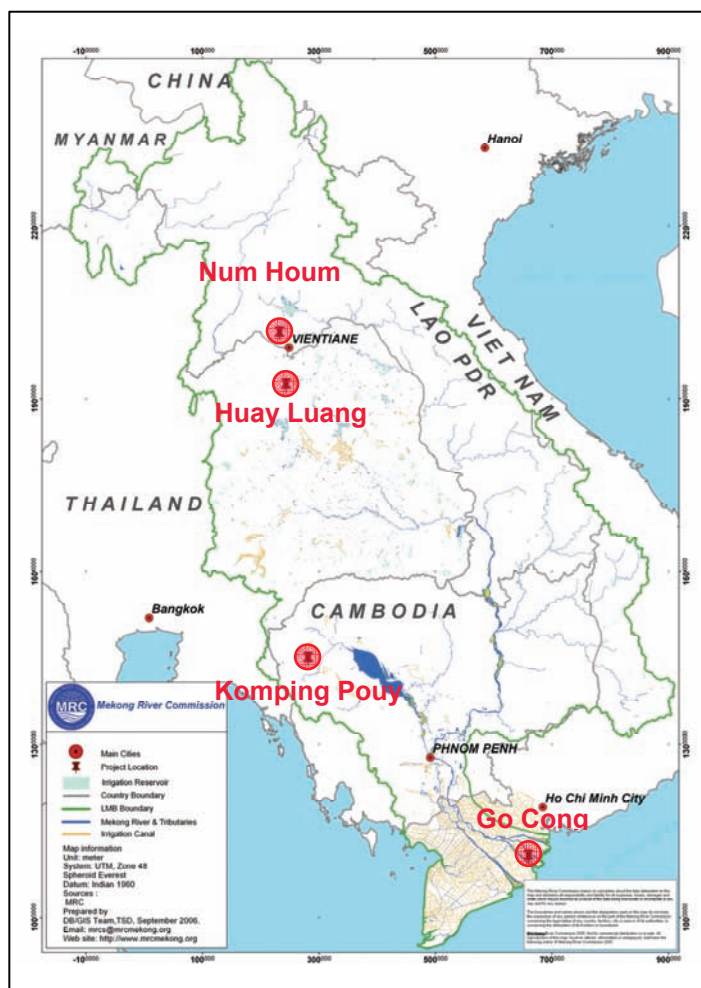 -100000 100000 300000 500000 700000 900000
CHINA
MYANMAR
Hanoi
2200000
2200000
Num Houm
VIENTIANE
LAO PDR
VIET NAM
1900000
1900000
Huay Luang
THAILAND
1600000
1600000
Bangkok
CAMBODIA
Komping Pouy
MRC
Mekong River Commission
1300000
1300000
PHNOM PENH
Main Cities
Project Location
Irrigation Reservoir
Country Boundary
LMB Boundary
Mekong River & Tributaries
Irrigation Canal
Ho Chi Minh City
Go Conq
Map information
Unit: meter
System: UTM, Zone 48
Spheroid Everest
Datum: Indian 1960
Sources :
MRC
Prepared by
DB/GIS Team,TSD, September 2006.
Email: mrcs@mrcmekong.org
Web site: http://www.mrcmekong.org
1000000
1000000
-100000 100000 300000 500000 700000 900000